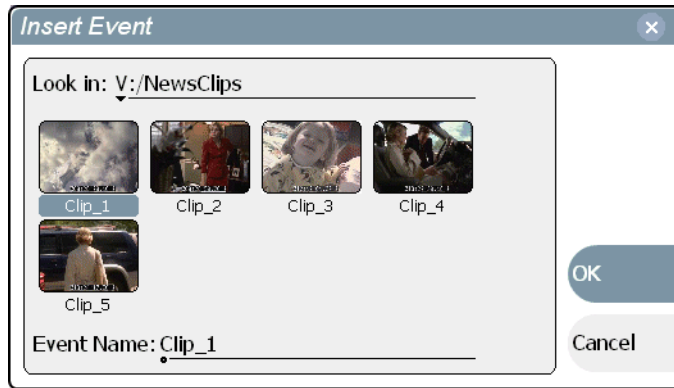 Insert Event
Look in: V:/NewsClips
Clip_1 Clip_2 Clip_3 Clip_4
Clip_5
OK
Event Name: Clip_1
Cancel